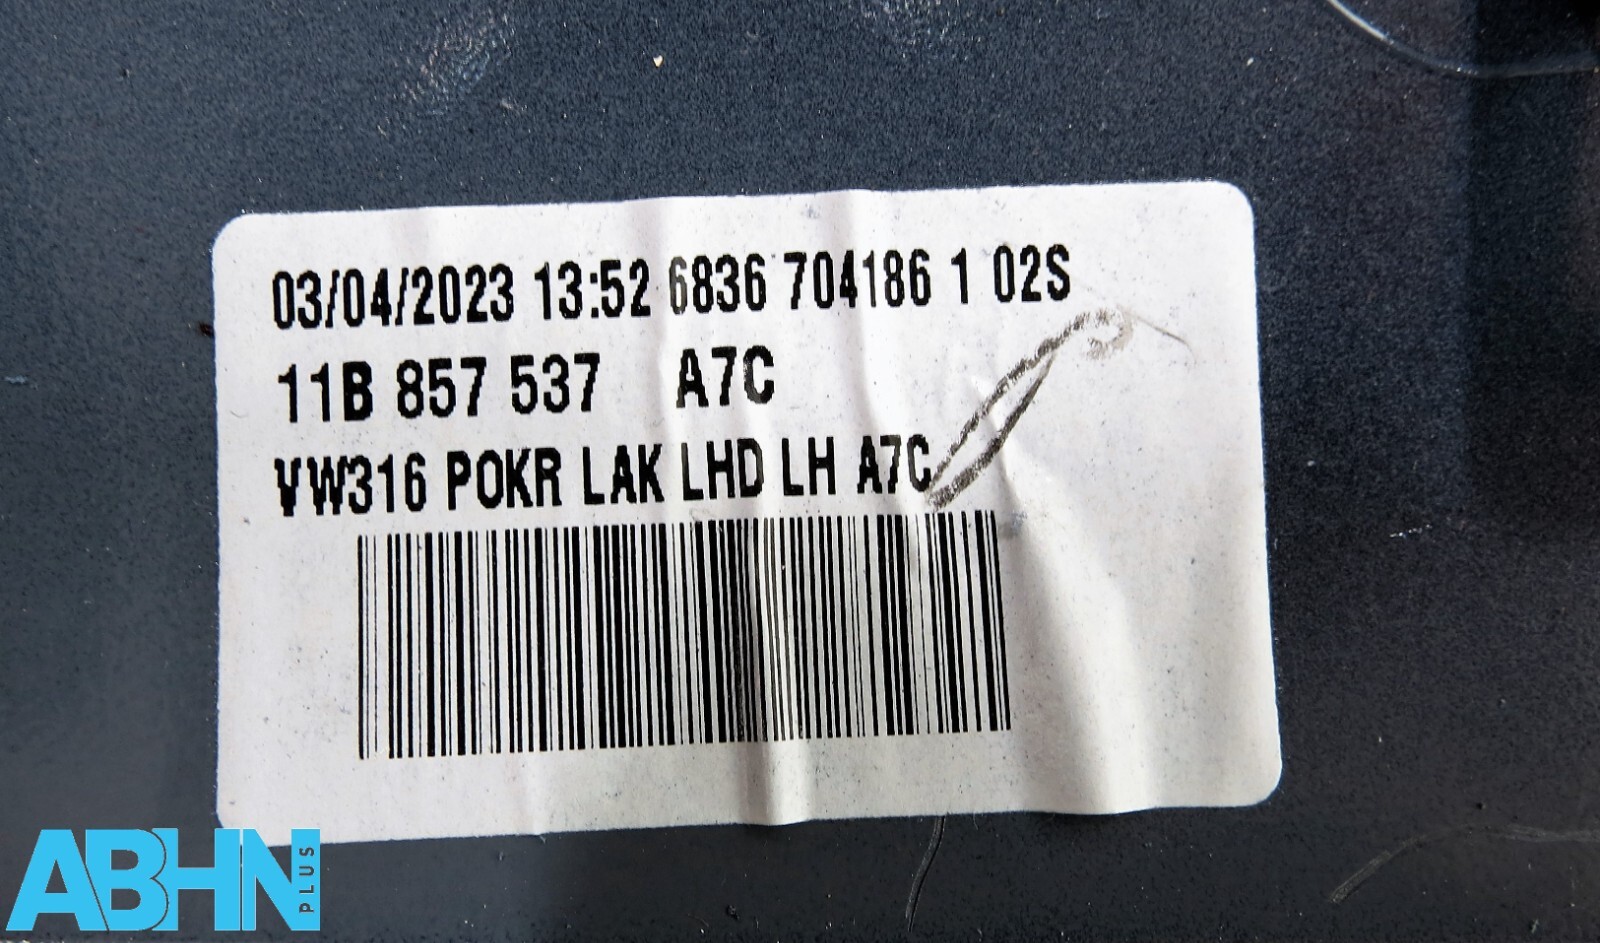 03/04/2023 13:52 6836 704186 1 02S
11B 857 537 A7C
VW316 POKR LAK LHD LH A7C
ABHN PLUS